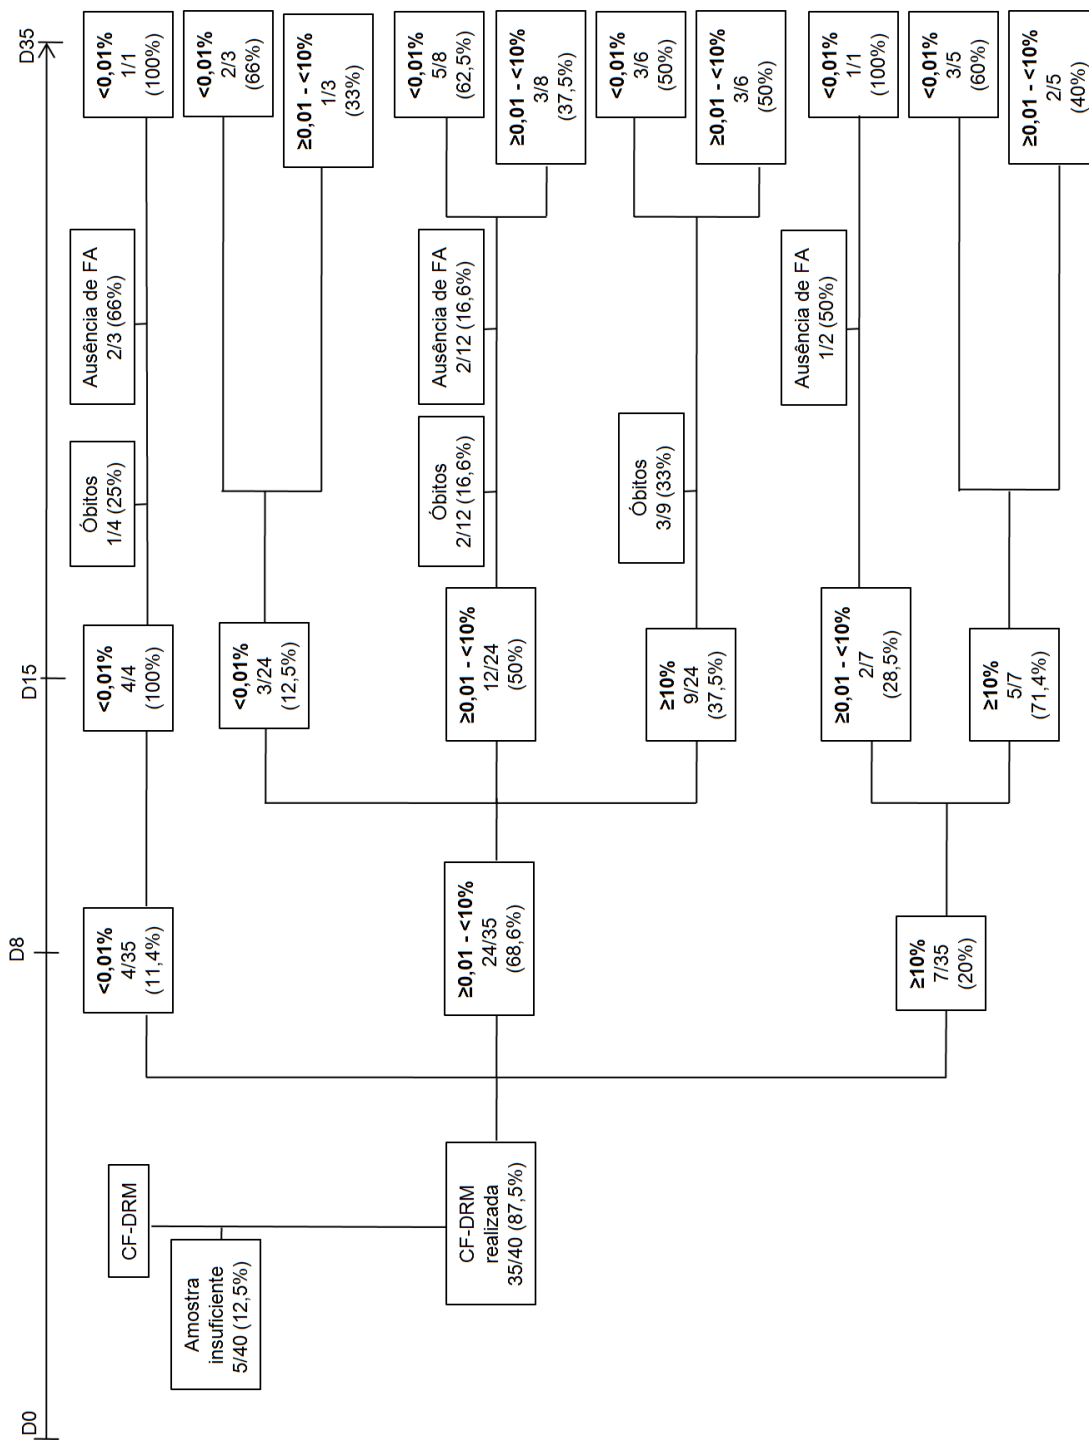 D0
D8
D15
D35
CF-DRM
Amostra
insuficiente
5/40 (12,5%)
CF-DRM
realizada
35/40 (87,5%)
<0,01%
4/35
(11,4%)
≥0,01 - <10%
24/35
(68,6%)
≥10%
7/35
(20%)
<0,01%
4/4
(100%)
<0,01%
3/24
(12,5%)
≥0,01 - <10%
12/24
(50%)
≥10%
9/24
(37,5%)
≥0,01 - <10%
2/7
(28,5%)
≥10%
5/7
(71,4%)
Óbitos
1/4 (25%)
Óbitos
2/12 (16,6%)
Óbitos
3/9 (33%)
Ausência de FA
2/3 (66%)
Ausência de FA
2/12 (16,6%)
Ausência de FA
1/2 (50%)
<0,01%
1/1
(100%)
<0,01%
2/3
(66%)
≥0,01 - <10%
1/3
(33%)
<0,01%
5/8
(62,5%)
≥0,01 - <10%
3/8
(37,5%)
<0,01%
3/6
(50%)
≥0,01 - <10%
3/6
(50%)
<0,01%
1/1
(100%)
<0,01%
3/5
(60%)
≥0,01 - <10%
2/5
(40%)